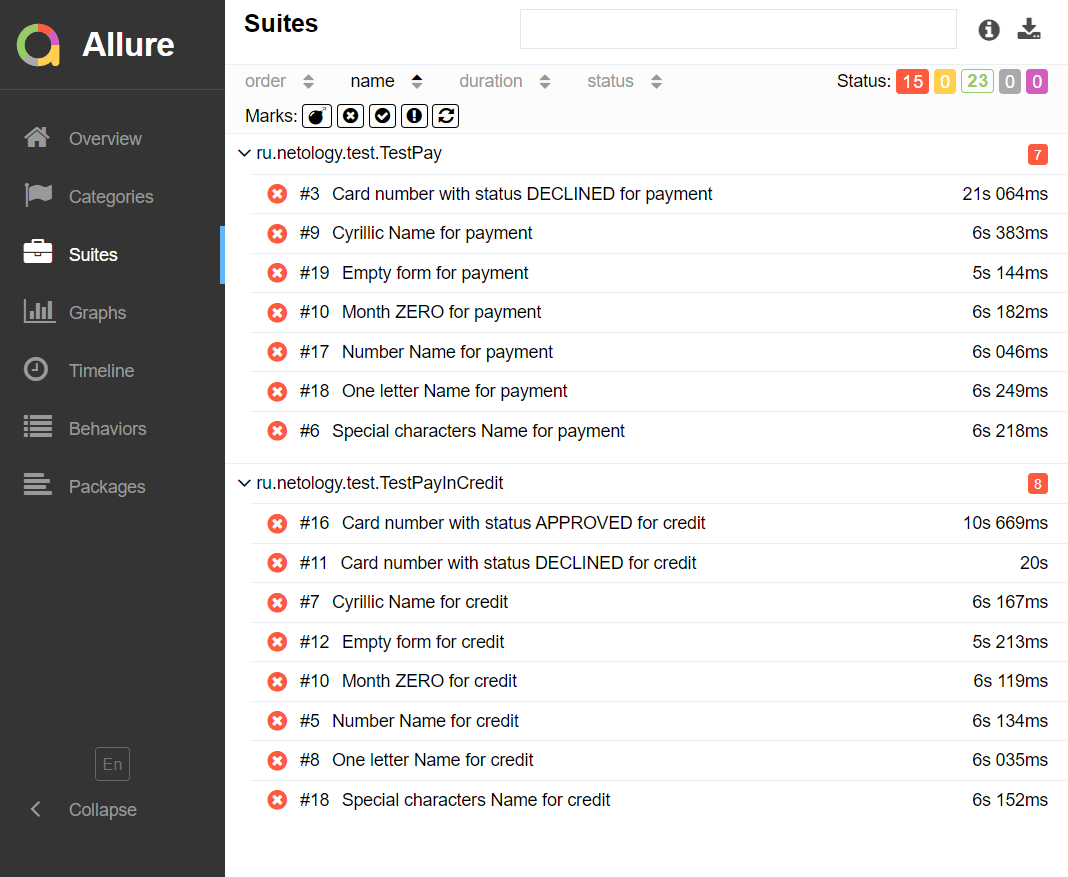 Allure
Overview
Categories
Suites
Graphs
Timeline
Behaviors
Packages
En
Collapse
Suites
order name duration status Status: 15 0 23 0 0
Marks:
ru.netology.test.TestPay 7
#3 Card number with status DECLINED for payment 21s 064ms
#9 Cyrillic Name for payment 6s 383ms
#19 Empty form for payment 5s 144ms
#10 Month ZERO for payment 6s 182ms
#17 Number Name for payment 6s 046ms
#18 One letter Name for payment 6s 249ms
#6 Special characters Name for payment 6s 218ms
ru.netology.test.TestPayInCredit 8
#16 Card number with status APPROVED for credit 10s 669ms
#11 Card number with status DECLINED for credit 20s
#7 Cyrillic Name for credit 6s 167ms
#12 Empty form for credit 5s 213ms
#10 Month ZERO for credit 6s 119ms
#5 Number Name for credit 6s 134ms
#8 One letter Name for credit 6s 035ms
#18 Special characters Name for credit 6s 152ms